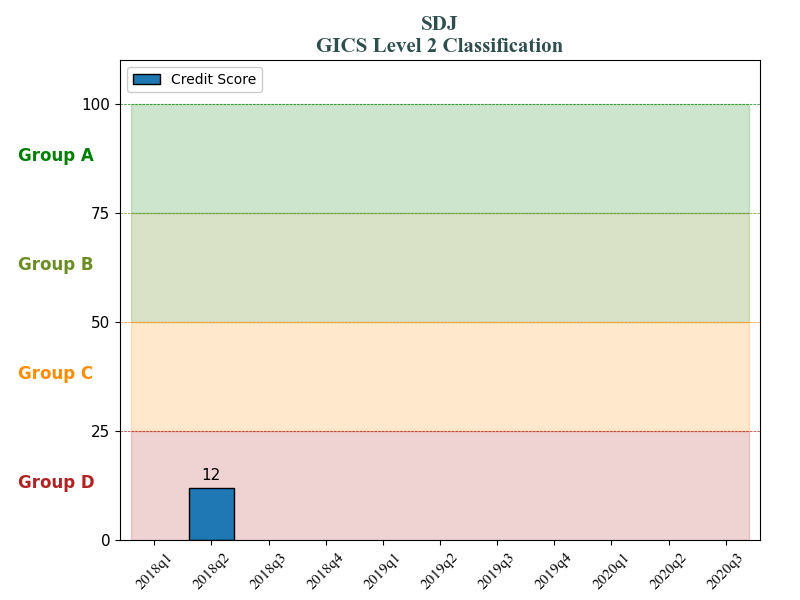 SDJ
GICS Level 2 Classification
Credit Score
100
Group A
75
Group B
50
Group C
25
Group D
12
0
2018q1 2018q2 2018q3 2018q4 2019q1 2019q2 2019q3 2019q4 2020q1 2020q2 2020q3